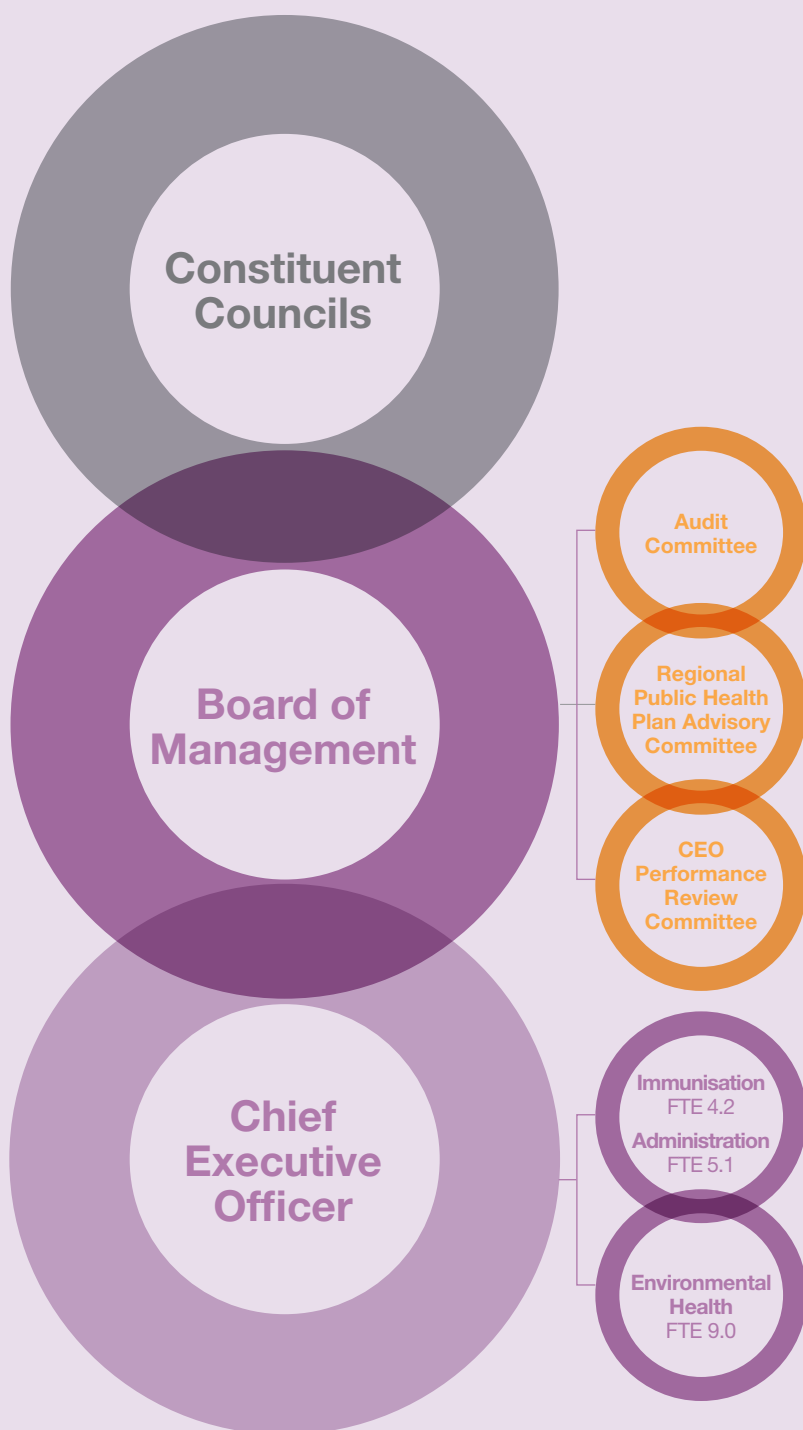 Constituent
Councils
Board of
Management
Audit
Committee
Regional
Public Health
Plan Advisory
Committee
CEO
Performance
Review
Committee
Chief
Executive
Officer
Immunisation
FTE 4.2
Administration
FTE 5.1
Environmental
Health
FTE 9.0